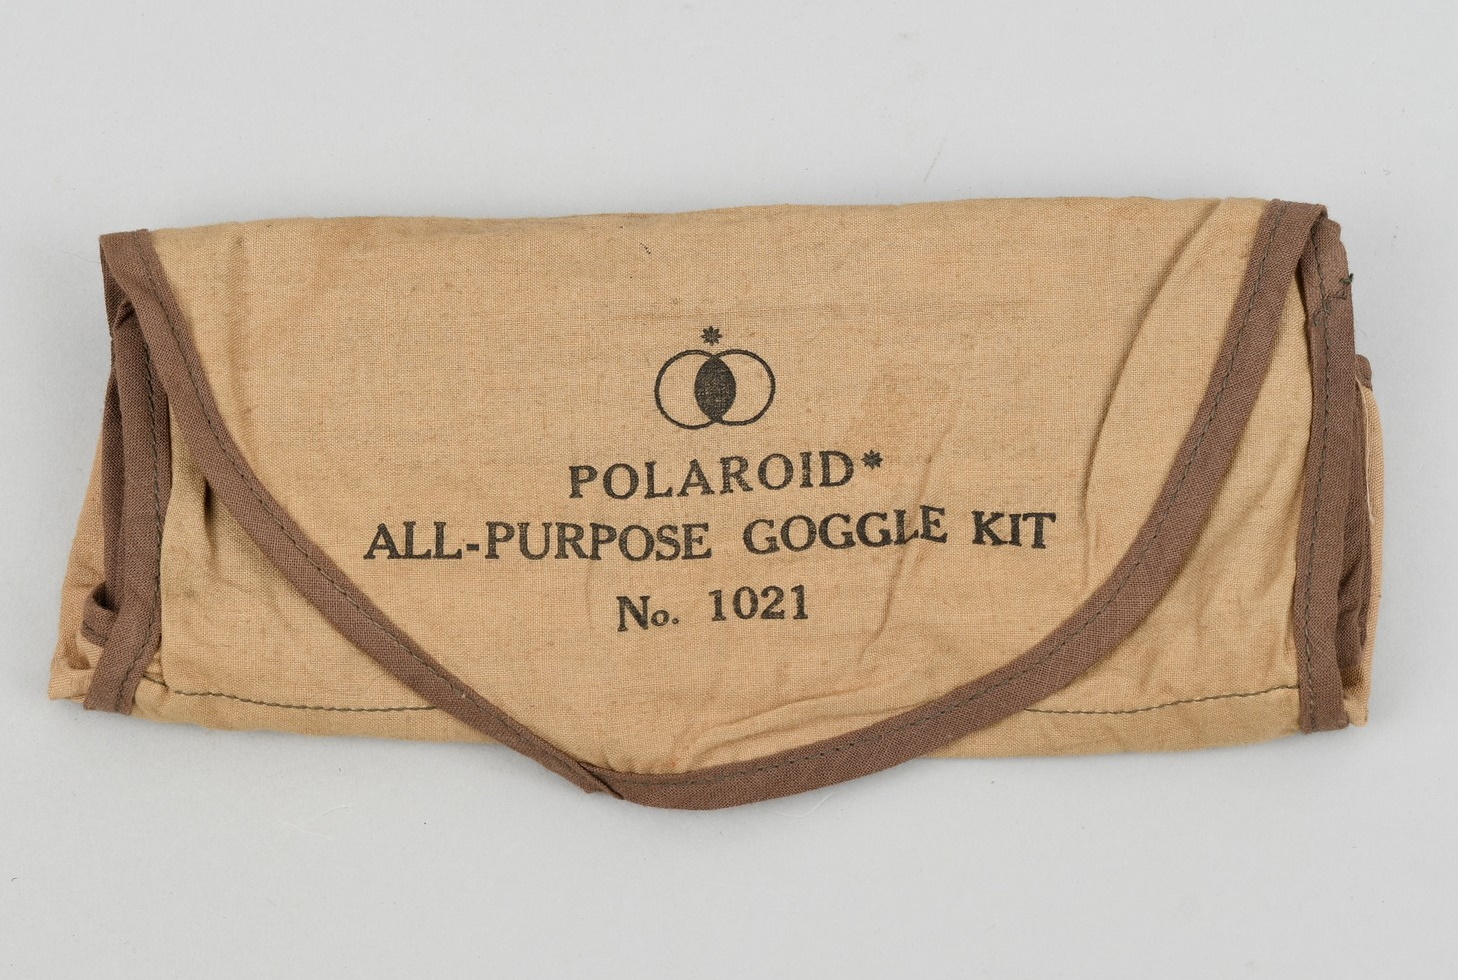 POLAROID*
ALL-PURPOSE GOGGLE KIT
No. 1021